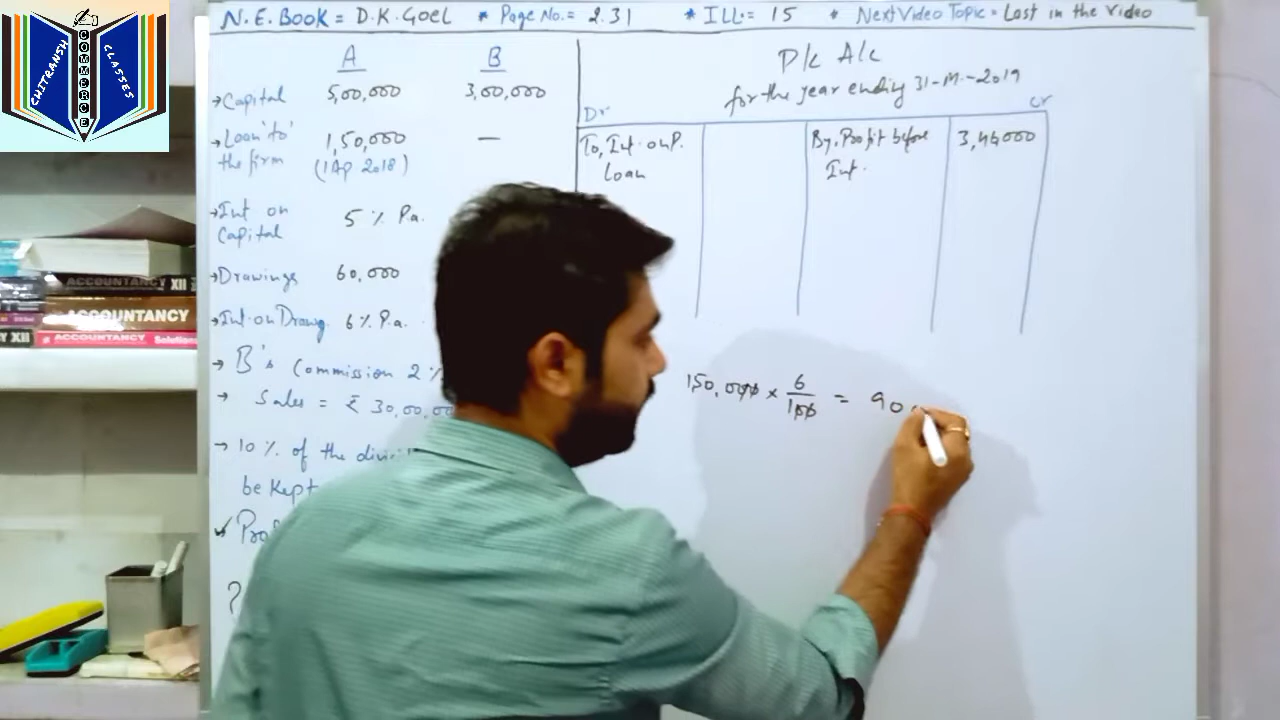 N.E. BOOK = D.K. GOEL * Page No. = 2.31 * ILL:= 15 * NEXT VIDEO TOPIC = Last in the video
CHITRANSH COMMERCE CLASSES
A B
→ Capital 5,00,000 3,00,000
→ Loan 'to' the firm 1,50,000 —
(1 Ap 2018)
→ Int on Capital 5 % P.a.
→ Drawings 60,000
→ Int. on Drawg 6 % P.a.
→ B's Commission 2 %
→ Sales = ₹ 30,00,00
→ 10 % of the divi
be Kept
? 
P/L A/c
for the year ending 31-M.-2019
Dr Cr
To, Int. on P. Loan
By, Profit before Int. 3,44,000
150,000 × 6/100 = 900
ACCOUNTANCY XII
ACCOUNTANCY
Y XII ACCOUNTANCY Solutions